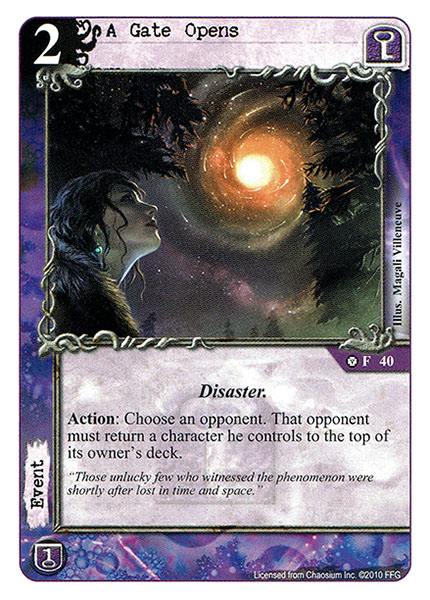 2
A Gate Opens
Illus. Magali Villeneuve
F 40
Disaster.
Action: Choose an opponent. That opponent
must return a character he controls to the top of
its owner's deck.
"Those unlucky few who witnessed the phenomenon were
shortly after lost in time and space."
Event
1
Licensed from Chaosium Inc. ©2010 FFG